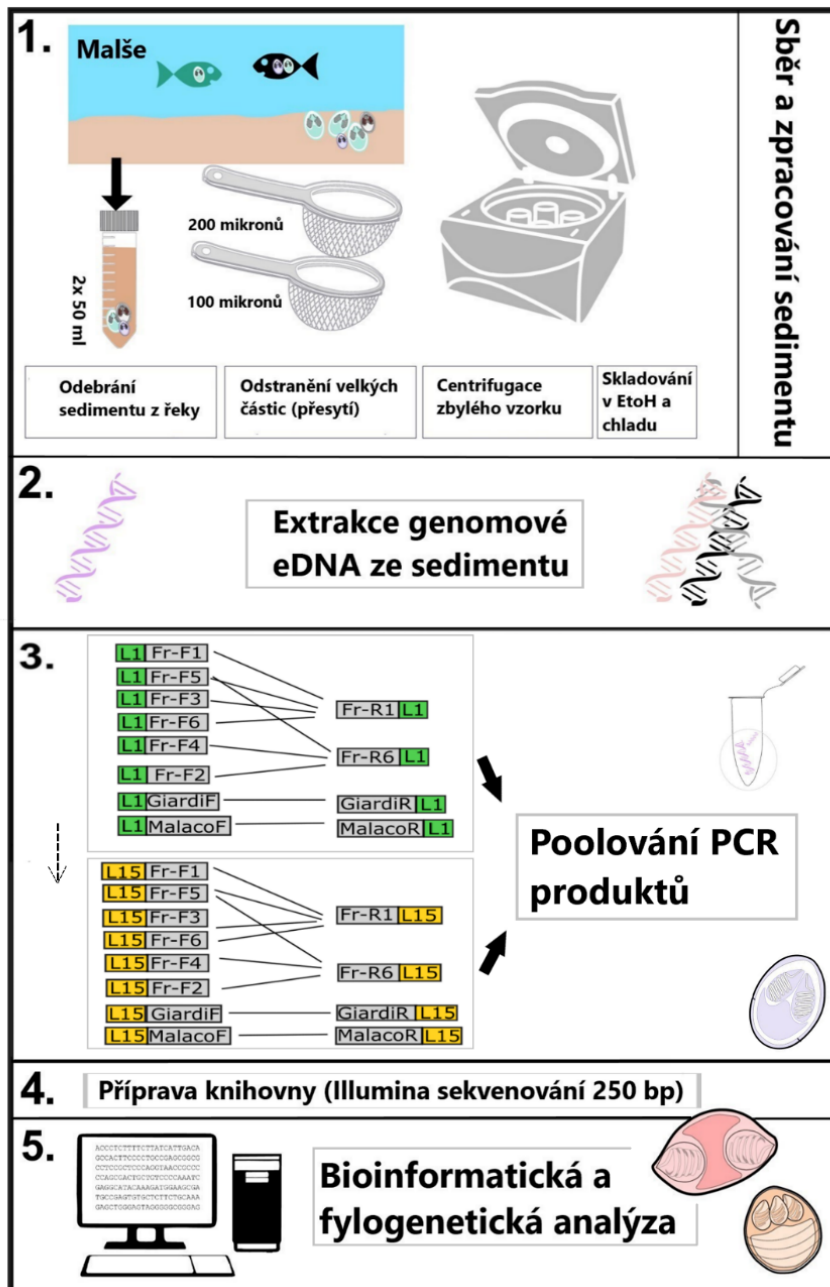 1.
Malše
200 mikronů
100 mikronů
2x 50 ml
Odebrání
sedimentu z řeky
Odstranění velkých
částic (přesytí)
Centrifugace
zbylého vzorku
Skladování
v EtoH a
chladu
Sběr a zpracování sedimentu
2.
Extrakce genomové
eDNA ze sedimentu
3.
L1 Fr-F1
L1 Fr-F5
L1 Fr-F3
L1 Fr-F6
L1 Fr-F4
L1 Fr-F2
L1 GiardiF
L1 MalacoF
Fr-R1 L1
Fr-R6 L1
GiardiR L1
MalacoR L1
L15 Fr-F1
L15 Fr-F5
L15 Fr-F3
L15 Fr-F6
L15 Fr-F4
L15 Fr-F2
L15 GiardiF
L15 MalacoF
Fr-R1 L15
Fr-R6 L15
GiardiR L15
MalacoR L15
Poolování PCR
produktů
4.
Příprava knihovny (Illumina sekvenování 250 bp)
5.
Bioinformatická a
fylogenetická analýza